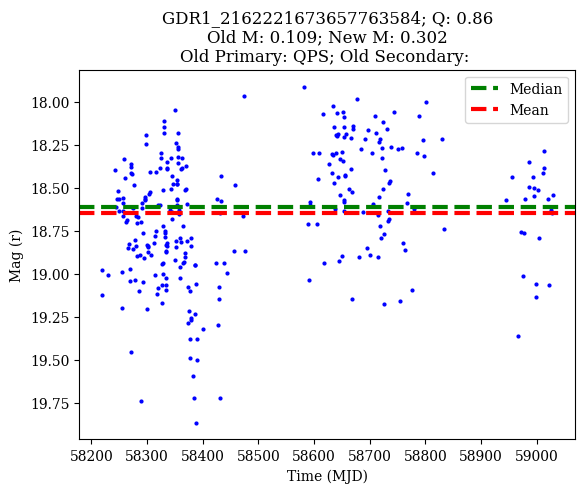 GDR1_2162221673657763584; Q: 0.86
Old M: 0.109; New M: 0.302
Old Primary: QPS; Old Secondary:
Median
Mean
18.00
18.25
18.50
18.75
19.00
19.25
19.50
19.75
Mag (r)
58200 58300 58400 58500 58600 58700 58800 58900 59000
Time (MJD)